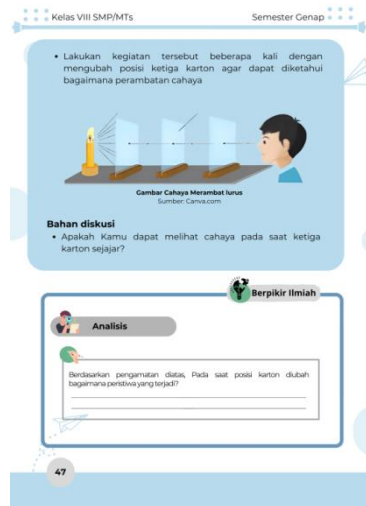 Kelas VIII SMP/MTs
Semester Genap
• Lakukan kegiatan tersebut beberapa kali dengan
mengubah posisi ketiga karton agar dapat diketahui
bagaimana perambatan cahaya
Gambar Cahaya Merambat lurus
Sumber: Canva.com
Bahan diskusi
• Apakah Kamu dapat melihat cahaya pada saat ketiga
karton sejajar?
Berpikir Ilmiah
Analisis
Berdasarkan pengamatan diatas, Pada saat posisi karton diubah
bagaimana peristiwa yang terjadi?
47